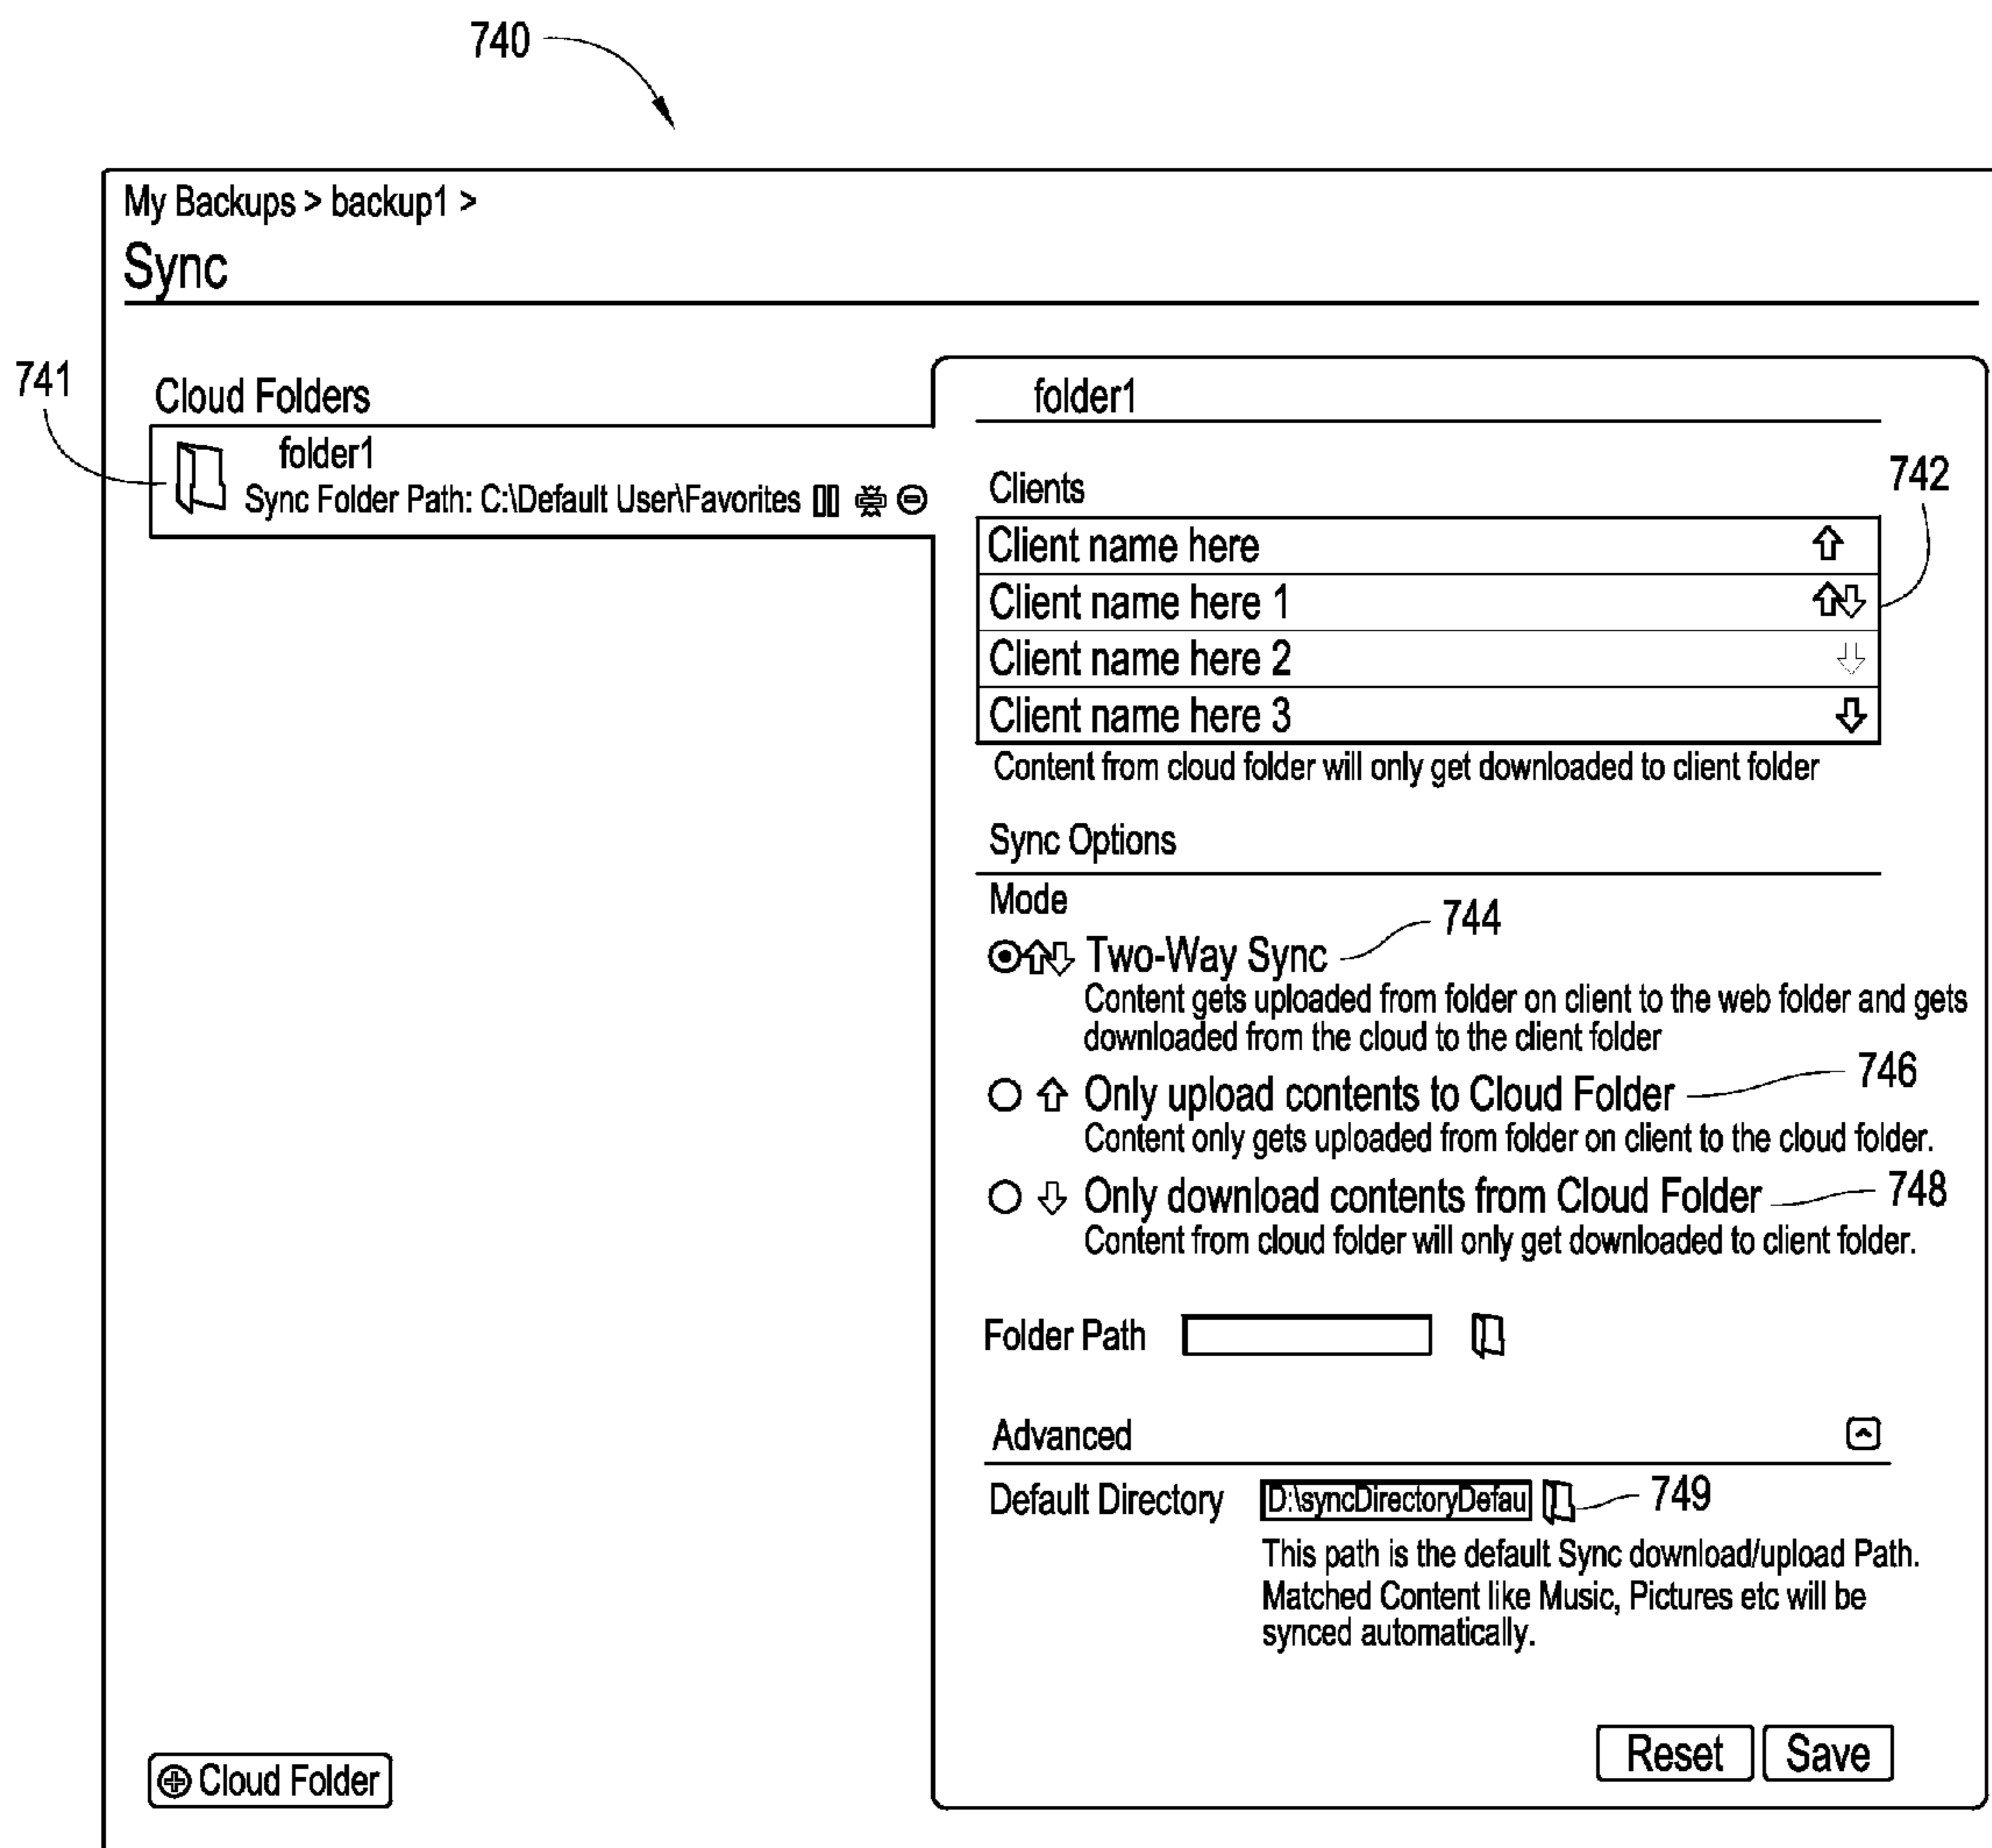 740
My Backups > backup1 >
Sync
741
Cloud Folders
folder1
Sync Folder Path: C:\Default User\Favorites
folder1
Clients
742
Client name here
Client name here 1
Client name here 2
Client name here 3
Content from cloud folder will only get downloaded to client folder
Sync Options
Mode
744
Two-Way Sync
Content gets uploaded from folder on client to the web folder and gets
downloaded from the cloud to the client folder
746
Only upload contents to Cloud Folder
Content only gets uploaded from folder on client to the cloud folder.
Only download contents from Cloud Folder
748
Content from cloud folder will only get downloaded to client folder.
Folder Path
Advanced
Default Directory
D:\syncDirectoryDefau
749
This path is the default Sync download/upload Path.
Matched Content like Music, Pictures etc will be
synced automatically.
Reset
Save
Cloud Folder